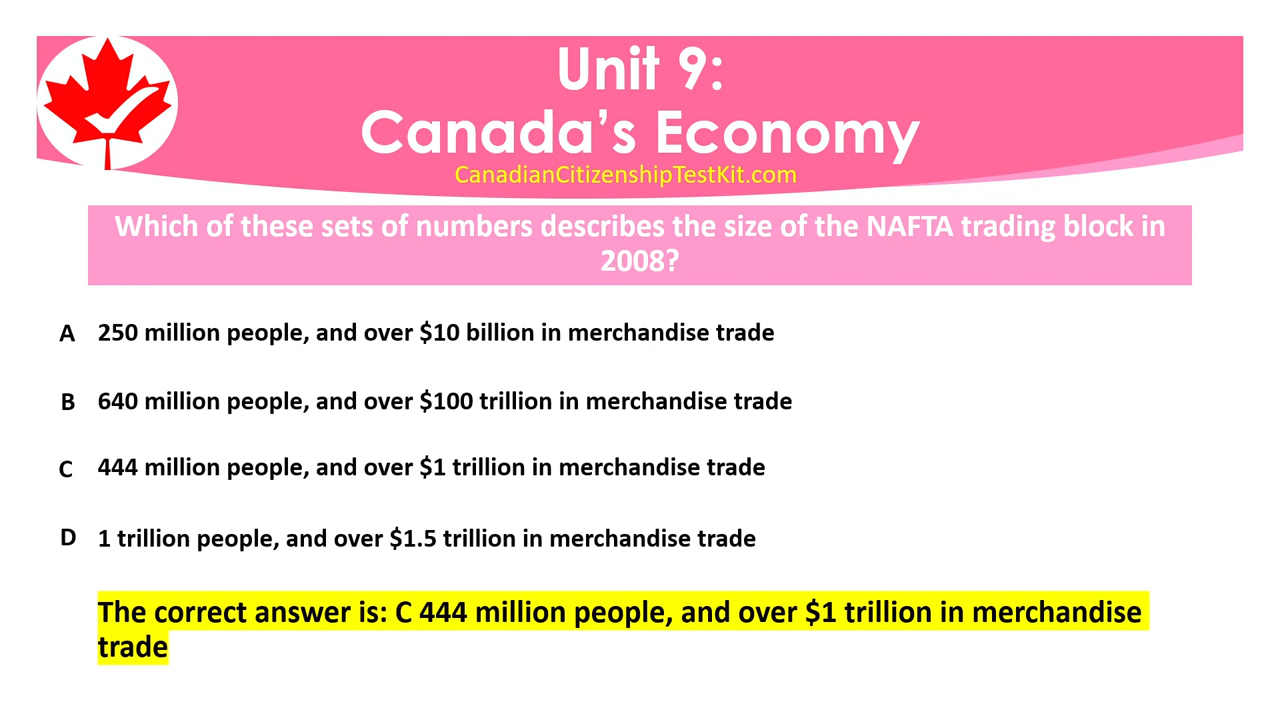 Unit 9:
Canada's Economy
CanadianCitizenshipTestKit.com
Which of these sets of numbers describes the size of the NAFTA trading block in
2008?
A 250 million people, and over $10 billion in merchandise trade
B 640 million people, and over $100 trillion in merchandise trade
C 444 million people, and over $1 trillion in merchandise trade
D 1 trillion people, and over $1.5 trillion in merchandise trade
The correct answer is: C 444 million people, and over $1 trillion in merchandise
trade